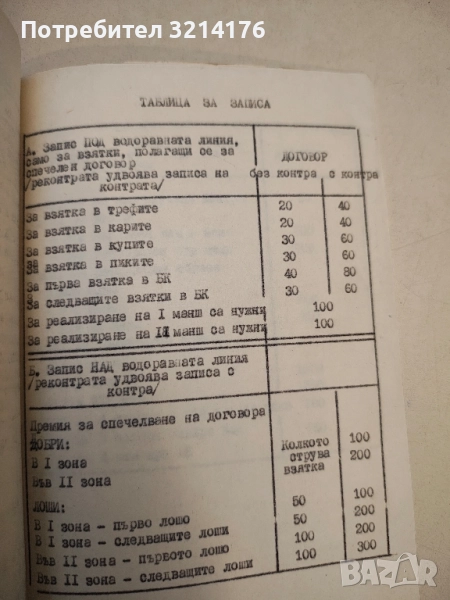 Потребител 3214176
ТАБЛИЦА ЗА ЗАПИСА
А. Запис ПОД водоравната линия,
само за взятки, полагащи се за
спечелен договор
/реконтрата удвоява записа на
контрата/
ДОГОВОР
без контра с контра
За взятка в трефите 20 40
За взятка в карите 20 40
За взятка в купите 30 60
За взятка в пиките 30 60
За първа взятка в БК 40 80
За следващите взятки в БК 30 60
За реализиране на I манш са нужни 100
За реализиране на II манш са нужни 100
Б. Запис НАД водоравната линия
/реконтрата удвоява записа с
контра/
Премия за спечелване на договора
ДОБРИ:
В I зона
Във II зона
Колкото
струва
взятка
100
200
ЛОШИ:
В I зона - първо лошо 50 100
В I зона - следващите лоши 50 200
Във II зона - първото лошо 100 200
Във II зона - следващите лоши 100 300
BAZAR